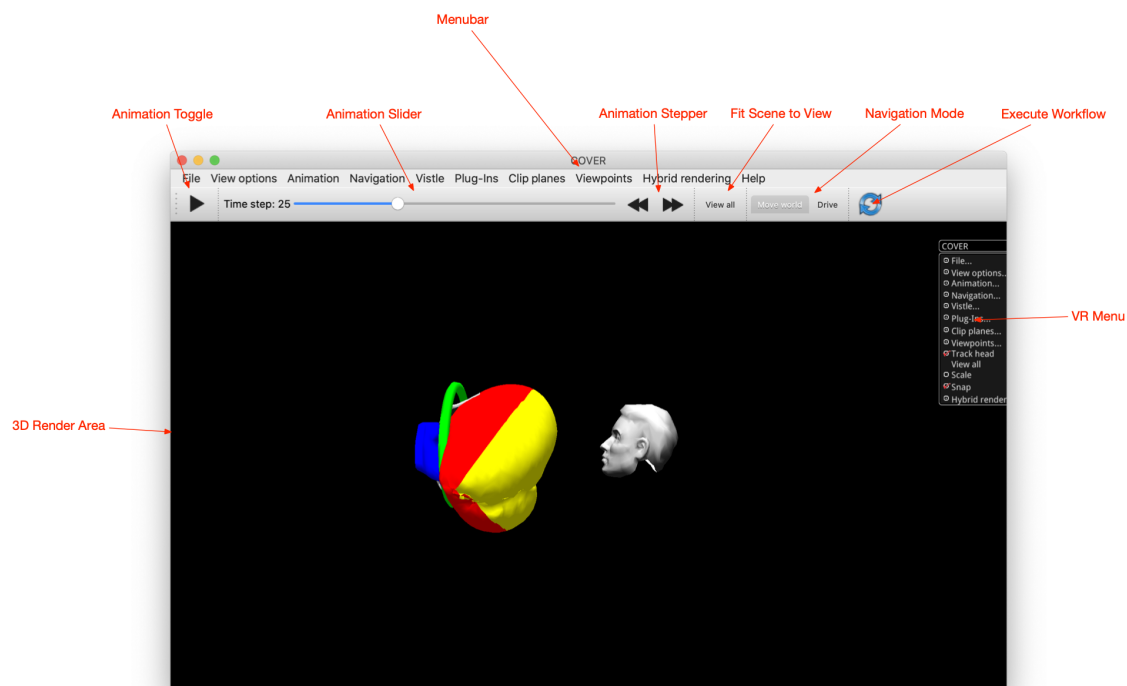 Menubar
Animation Toggle
Animation Slider
Animation Stepper
Fit Scene to View
Navigation Mode
Execute Workflow
COVER
File View options Animation Navigation Vistle Plug-Ins Clip planes Viewpoints Hybrid rendering Help
Time step: 25
View all
Move world
Drive
COVER
File...
View options..
Animation...
Navigation...
Vistle...
Plug-Ins...
Clip planes...
Viewpoints...
Track head
View all
Scale
Snap
Hybrid render
VR Menu
3D Render Area